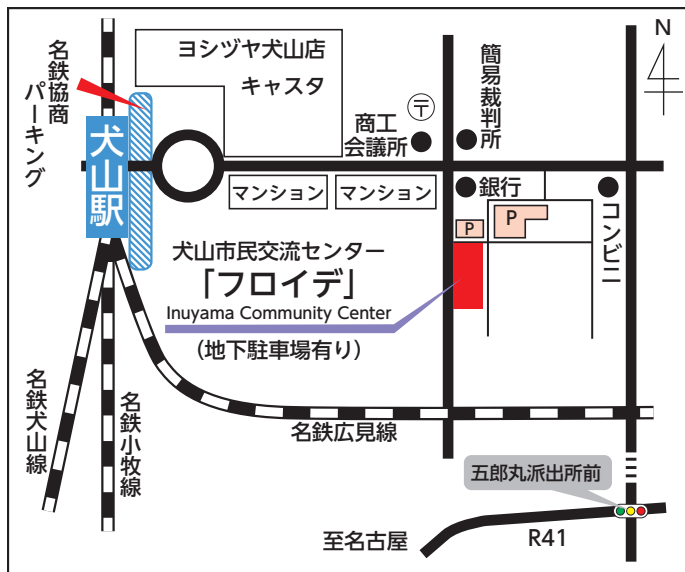 名鉄協商
パーキング
犬山駅
ヨシヅヤ犬山店
キャスタ
〒
商工
会議所
簡易裁判所
N
マンション
マンション
銀行
P
P
コンビニ
犬山市民交流センター
「フロイデ」
Inuyama Community Center
(地下駐車場有り)
名鉄犬山線
名鉄小牧線
名鉄広見線
五郎丸派出所前
至名古屋
R41